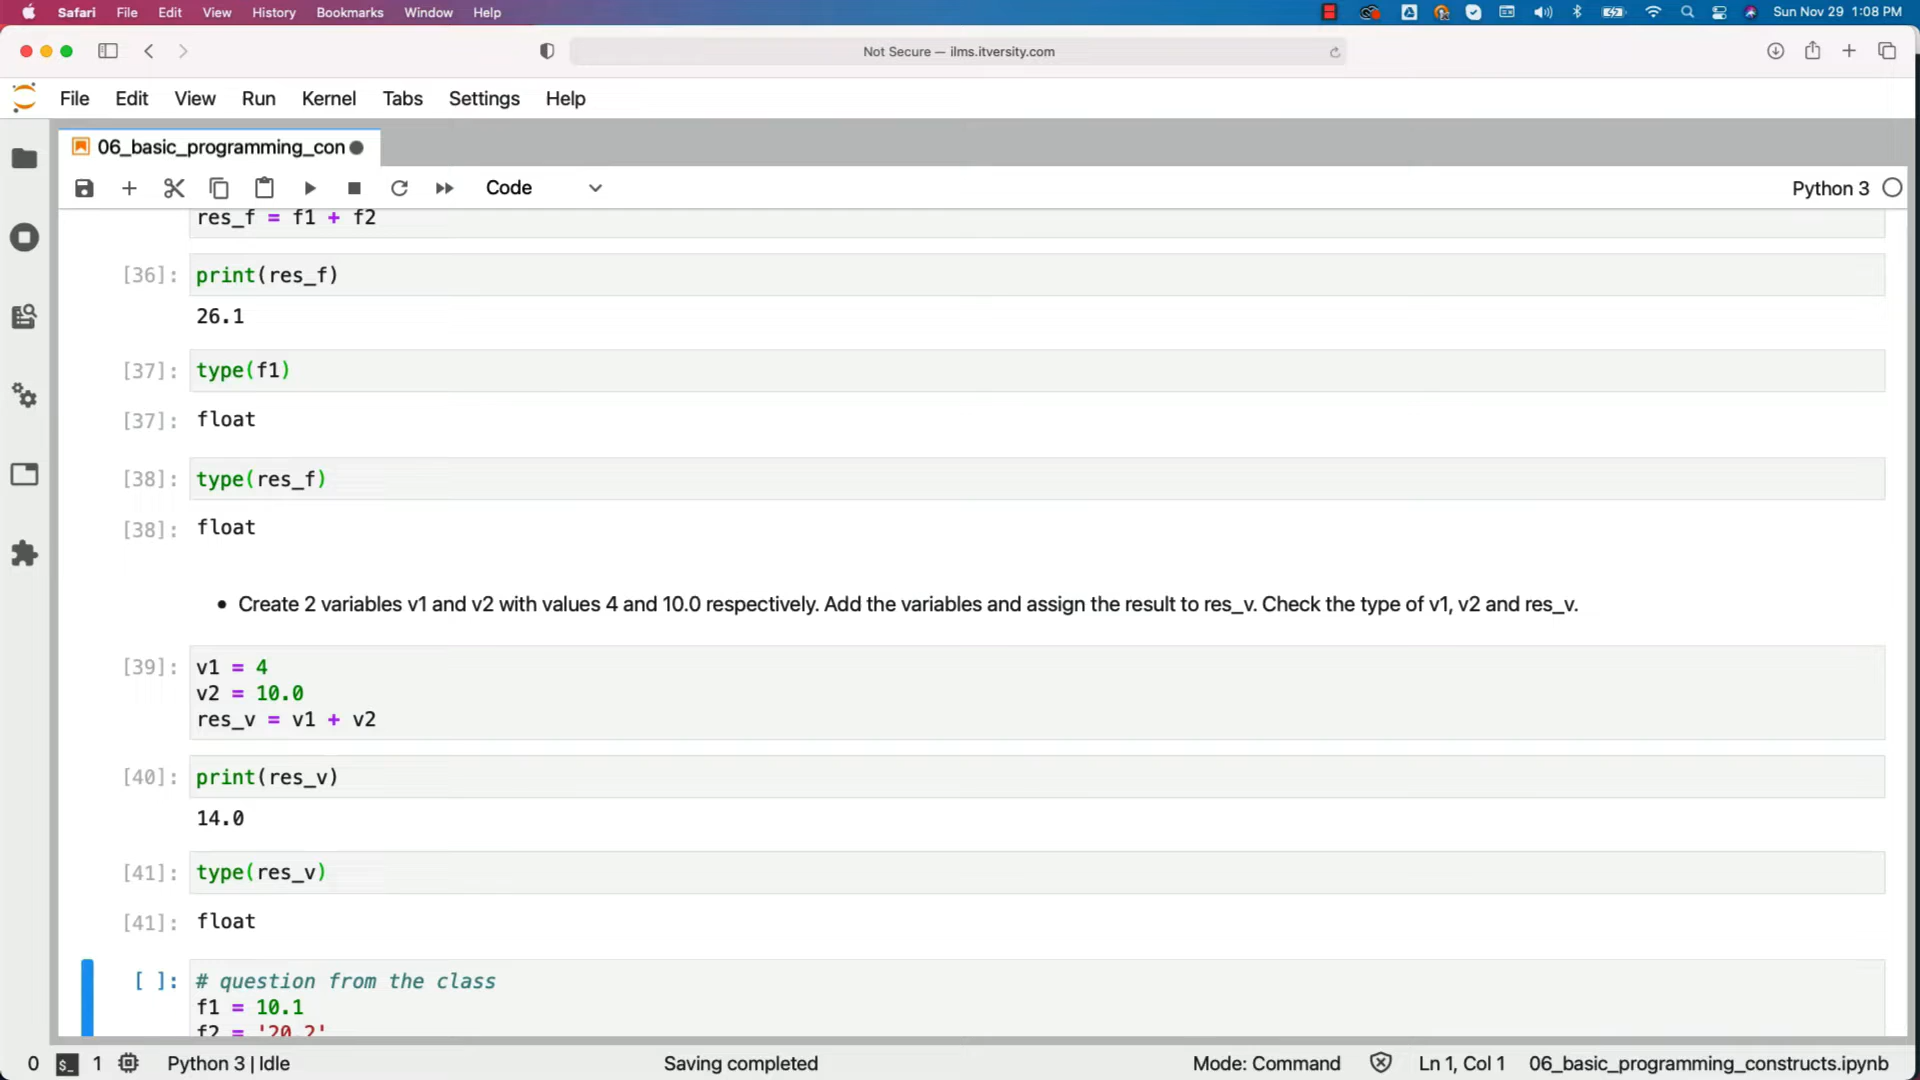 Safari File Edit View History Bookmarks Window Help Sun Nov 29 1:08 PM
Not Secure — ilms.itversity.com
File Edit View Run Kernel Tabs Settings Help
06_basic_programming_con
Code Python 3
res_f = f1 + f2
[36]: print(res_f)
26.1
[37]: type(f1)
[37]: float
[38]: type(res_f)
[38]: float
• Create 2 variables v1 and v2 with values 4 and 10.0 respectively. Add the variables and assign the result to res_v. Check the type of v1, v2 and res_v.
[39]: v1 = 4
v2 = 10.0
res_v = v1 + v2
[40]: print(res_v)
14.0
[41]: type(res_v)
[41]: float
[ ]: # question from the class
f1 = 10.1
f2 = '20.2'
0 $_ 1 Python 3 | Idle Saving completed Mode: Command Ln 1, Col 1 06_basic_programming_constructs.ipynb